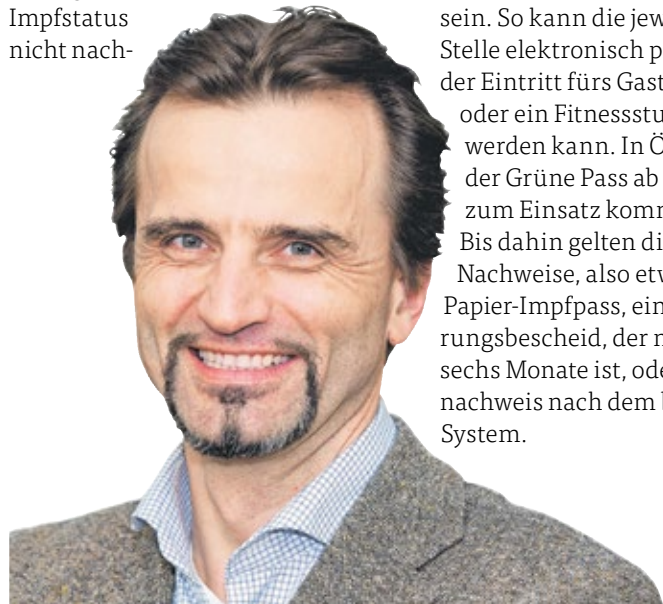 Impfstatus
nicht nach-
sein. So kann die jew
Stelle elektronisch p
der Eintritt fürs Gast
oder ein Fitnessstu
werden kann. In Ö
der Grüne Pass ab
zum Einsatz komm
Bis dahin gelten di
Nachweise, also etw
Papier-Impfpass, ein
rungsbescheid, der n
sechs Monate ist, ode
nachweis nach dem
System.